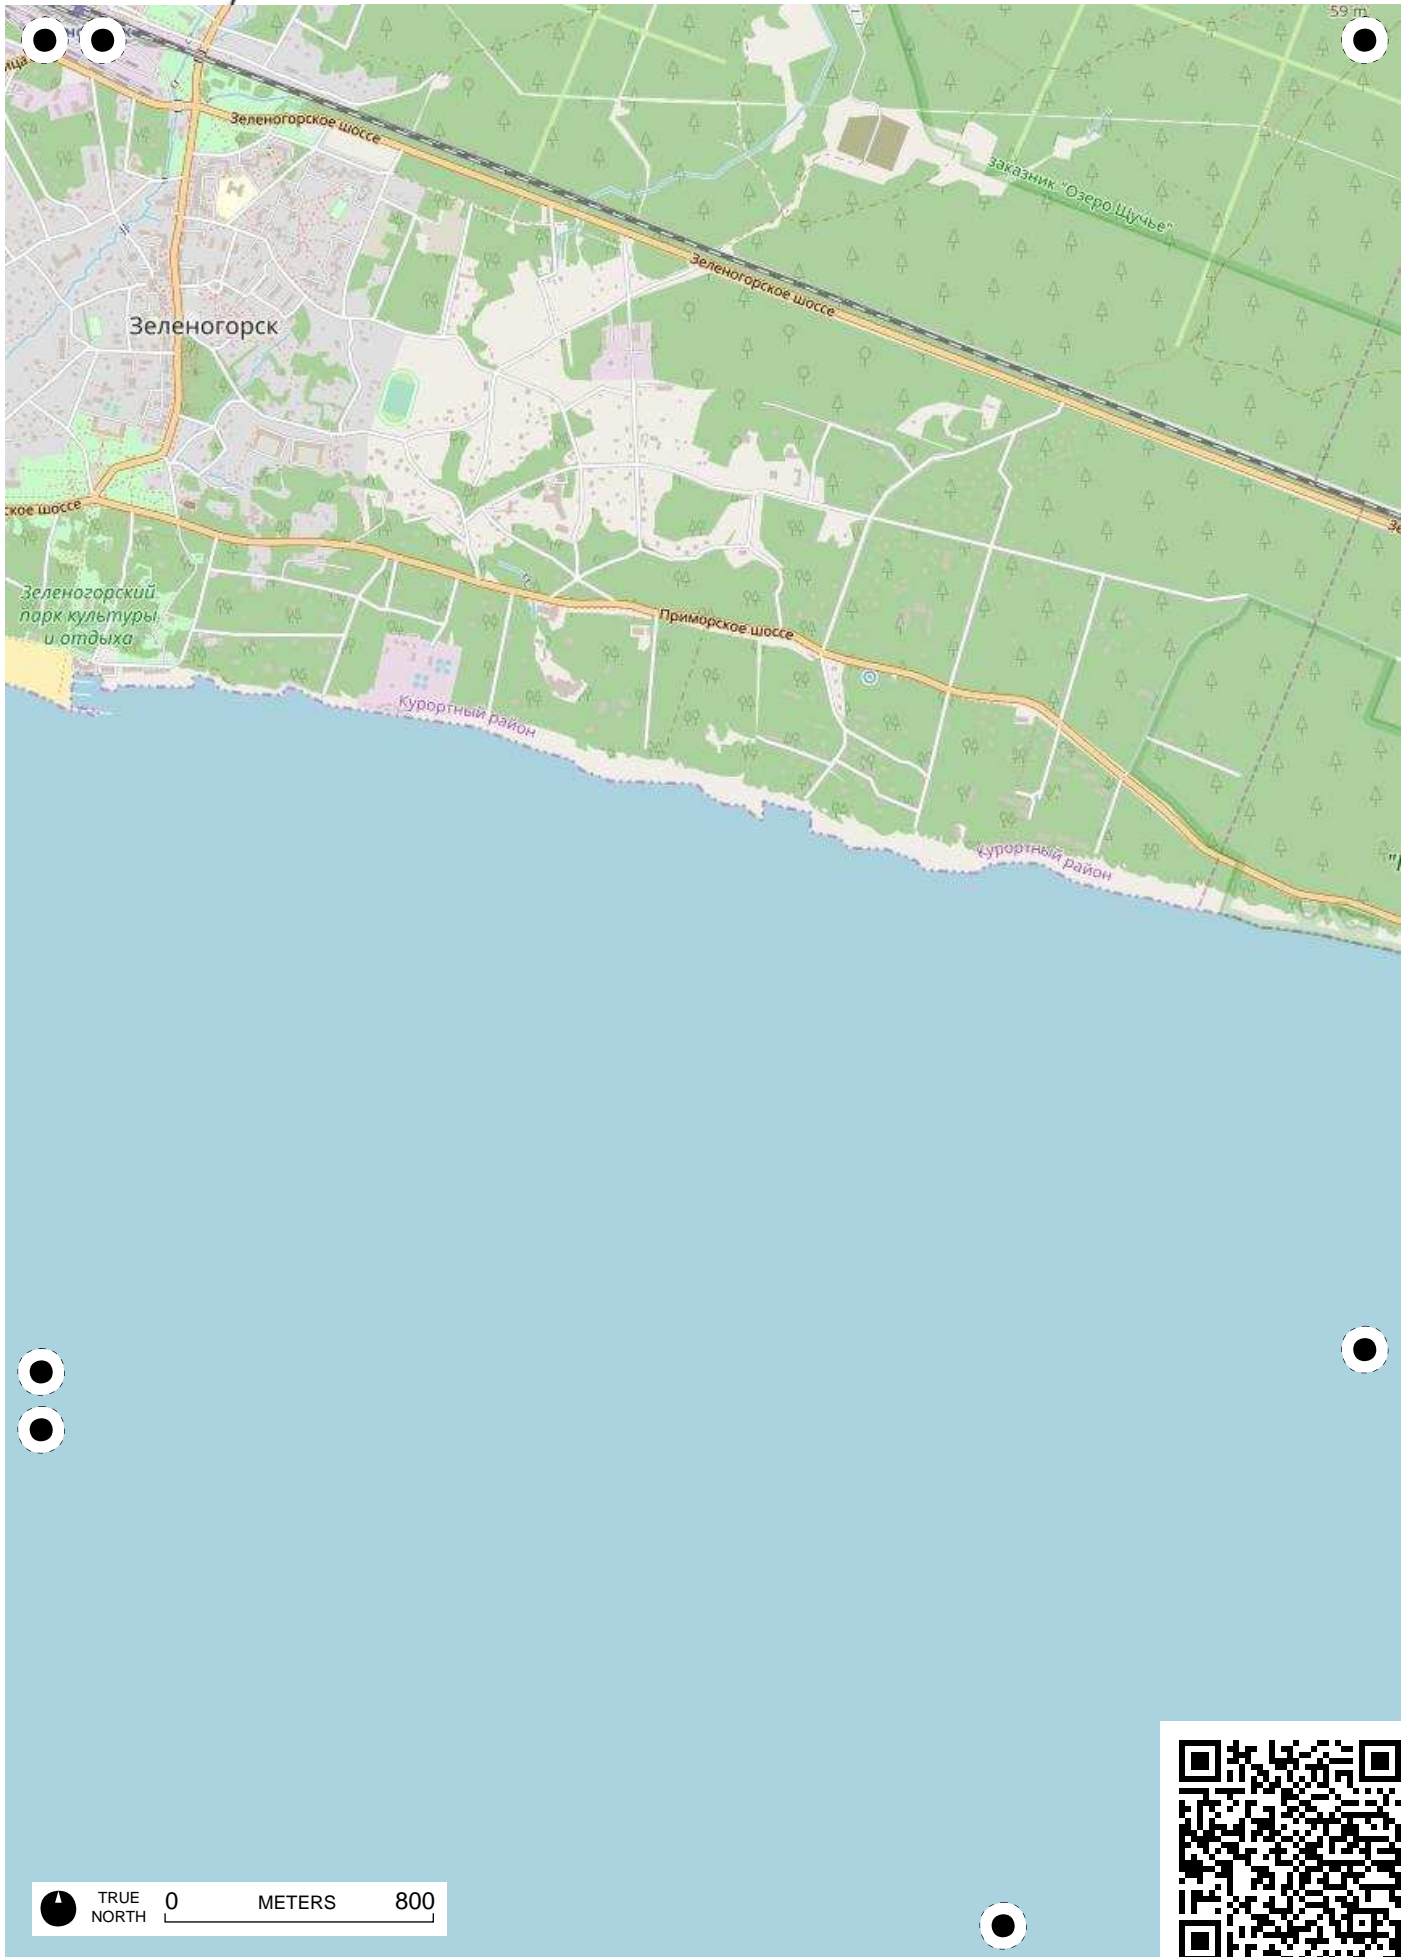 59 m
Зеленогорское шоссе
заказник "Озеро Щучье"
Зеленогорское шоссе
Зеленогорск
ское шоссе
Зеленогорский
парк культуры
и отдыха
Приморское шоссе
Курортный район
Курортный район
TRUE
NORTH
0 METERS 800